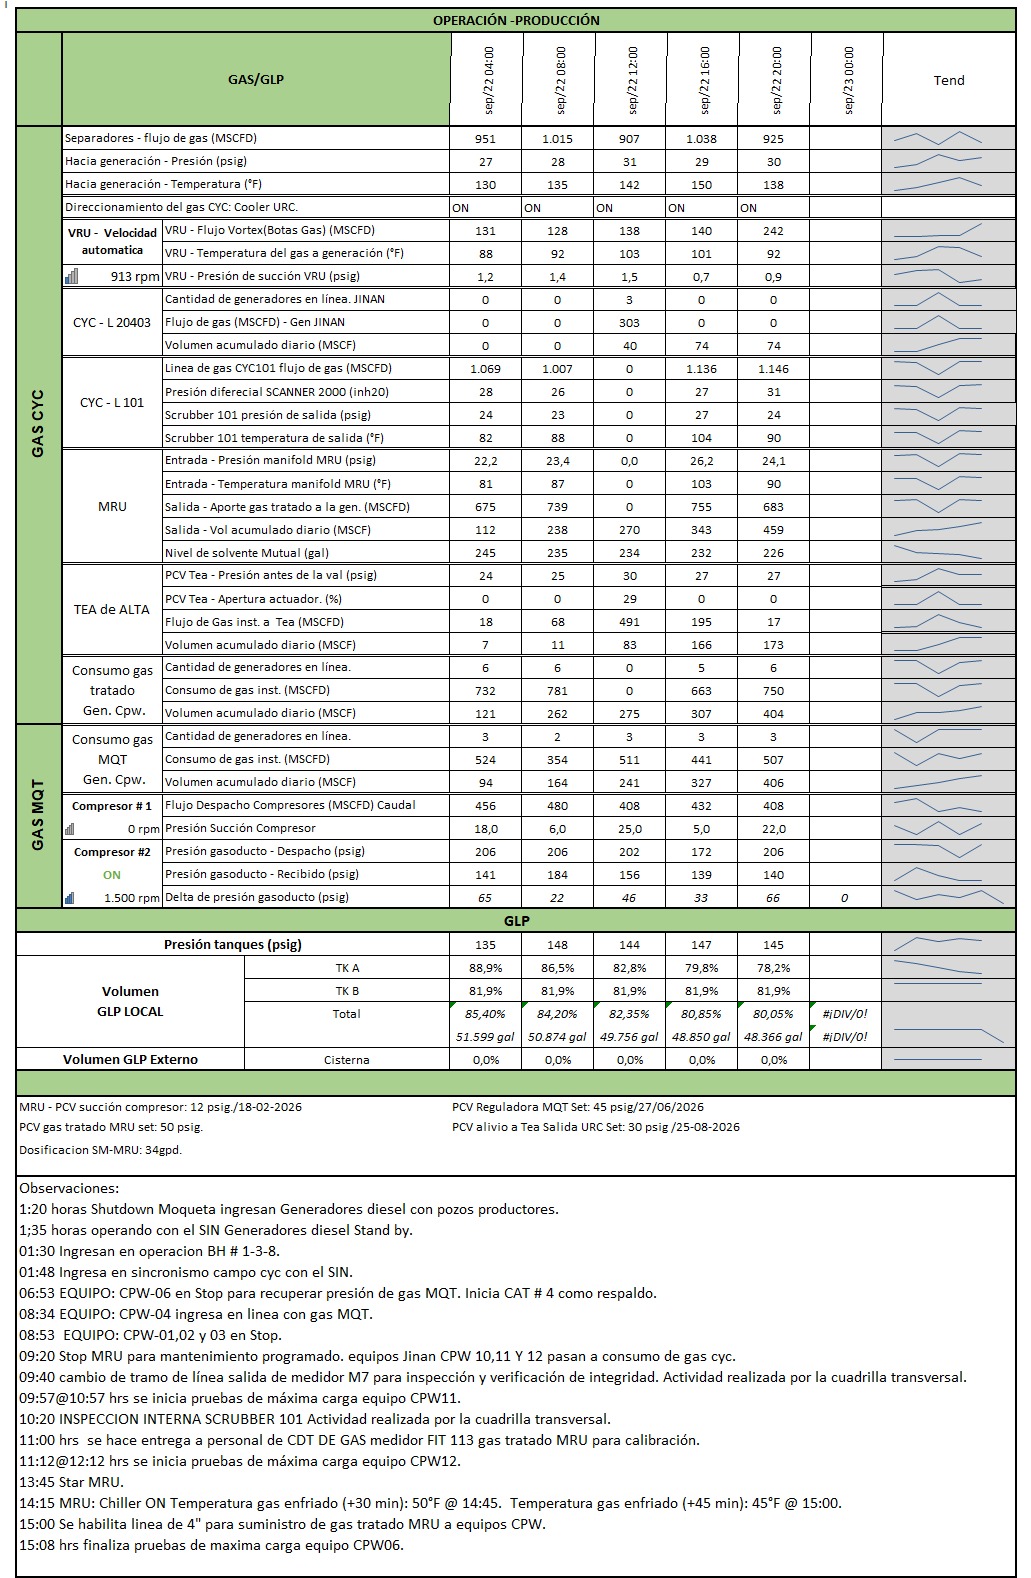 OPERACIÓN -PRODUCCIÓN
GAS/GLP sep/22 04:00 sep/22 08:00 sep/22 12:00 sep/22 16:00 sep/22 20:00 sep/23 00:00 Tend
GAS CYC
Separadores - flujo de gas (MSCFD) 951 1.015 907 1.038 925
Hacia generación - Presión (psig) 27 28 31 29 30
Hacia generación - Temperatura (°F) 130 135 142 150 138
Direccionamiento del gas CYC: Cooler URC. ON ON ON ON ON
VRU - Velocidad automatica
VRU - Flujo Vortex(Botas Gas) (MSCFD) 131 128 138 140 242
VRU - Temperatura del gas a generación (°F) 88 92 103 101 92
913 rpm VRU - Presión de succión VRU (psig) 1,2 1,4 1,5 0,7 0,9
CYC - L 20403
Cantidad de generadores en línea. JINAN 0 0 3 0 0
Flujo de gas (MSCFD) - Gen JINAN 0 0 303 0 0
Volumen acumulado diario (MSCF) 0 0 40 74 74
CYC - L 101
Linea de gas CYC101 flujo de gas (MSCFD) 1.069 1.007 0 1.136 1.146
Presión diferecial SCANNER 2000 (inh20) 28 26 0 27 31
Scrubber 101 presión de salida (psig) 24 23 0 27 24
Scrubber 101 temperatura de salida (°F) 82 88 0 104 90
MRU
Entrada - Presión manifold MRU (psig) 22,2 23,4 0,0 26,2 24,1
Entrada - Temperatura manifold MRU (°F) 81 87 0 103 90
Salida - Aporte gas tratado a la gen. (MSCFD) 675 739 0 755 683
Salida - Vol acumulado diario (MSCF) 112 238 270 343 459
Nivel de solvente Mutual (gal) 245 235 234 232 226
TEA de ALTA
PCV Tea - Presión antes de la val (psig) 24 25 30 27 27
PCV Tea - Apertura actuador. (%) 0 0 29 0 0
Flujo de Gas inst. a Tea (MSCFD) 18 68 491 195 17
Volumen acumulado diario (MSCF) 7 11 83 166 173
Consumo gas tratado Gen. Cpw.
Cantidad de generadores en línea. 6 6 0 5 6
Consumo de gas inst. (MSCFD) 732 781 0 663 750
Volumen acumulado diario (MSCF) 121 262 275 307 404
GAS MQT
Consumo gas MQT Gen. Cpw.
Cantidad de generadores en línea. 3 2 3 3 3
Consumo de gas inst. (MSCFD) 524 354 511 441 507
Volumen acumulado diario (MSCF) 94 164 241 327 406
Compresor # 1 Flujo Despacho Compresores (MSCFD) Caudal 456 480 408 432 408
0 rpm Presión Succión Compresor 18,0 6,0 25,0 5,0 22,0
Compresor #2 Presión gasoducto - Despacho (psig) 206 206 202 172 206
ON Presión gasoducto - Recibido (psig) 141 184 156 139 140
1.500 rpm Delta de presión gasoducto (psig) 65 22 46 33 66 0
GLP
Presión tanques (psig) 135 148 144 147 145
Volumen GLP LOCAL
TK A 88,9% 86,5% 82,8% 79,8% 78,2%
TK B 81,9% 81,9% 81,9% 81,9% 81,9%
Total 85,40% 84,20% 82,35% 80,85% 80,05% #¡DIV/0!
51.599 gal 50.874 gal 49.756 gal 48.850 gal 48.366 gal #¡DIV/0!
Volumen GLP Externo Cisterna 0,0% 0,0% 0,0% 0,0% 0,0%
MRU - PCV succión compresor: 12 psig./18-02-2026 PCV Reguladora MQT Set: 45 psig/27/06/2026
PCV gas tratado MRU set: 50 psig. PCV alivio a Tea Salida URC Set: 30 psig /25-08-2026
Dosificacion SM-MRU: 34gpd.
Observaciones:
1:20 horas Shutdown Moqueta ingresan Generadores diesel con pozos productores.
1;35 horas operando con el SIN Generadores diesel Stand by.
01:30 Ingresan en operacion BH # 1-3-8.
01:48 Ingresa en sincronismo campo cyc con el SIN.
06:53 EQUIPO: CPW-06 en Stop para recuperar presión de gas MQT. Inicia CAT # 4 como respaldo.
08:34 EQUIPO: CPW-04 ingresa en linea con gas MQT.
08:53 EQUIPO: CPW-01,02 y 03 en Stop.
09:20 Stop MRU para mantenimiento programado. equipos Jinan CPW 10,11 Y 12 pasan a consumo de gas cyc.
09:40 cambio de tramo de línea salida de medidor M7 para inspección y verificación de integridad. Actividad realizada por la cuadrilla transversal.
09:57@10:57 hrs se inicia pruebas de máxima carga equipo CPW11.
10:20 INSPECCION INTERNA SCRUBBER 101 Actividad realizada por la cuadrilla transversal.
11:00 hrs se hace entrega a personal de CDT DE GAS medidor FIT 113 gas tratado MRU para calibración.
11:12@12:12 hrs se inicia pruebas de máxima carga equipo CPW12.
13:45 Star MRU.
14:15 MRU: Chiller ON Temperatura gas enfriado (+30 min): 50°F @ 14:45. Temperatura gas enfriado (+45 min): 45°F @ 15:00.
15:00 Se habilita linea de 4" para suministro de gas tratado MRU a equipos CPW.
15:08 hrs finaliza pruebas de maxima carga equipo CPW06.